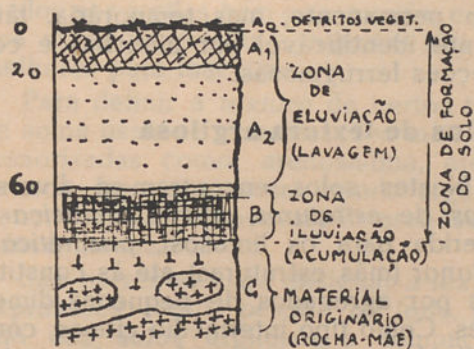 0
20
60
A₀ - DETRITOS VEGET.
A₁
A₂
B
C
ZONA
DE
ELUVIAÇÃO
(LAVAGEM)
ZONA
DE
ILUVIAÇÃO
(ACUMULAÇÃO)
MATERIAL
ORIGINÁRIO
(ROCHA-MÃE)
ZONA DE FORMAÇÃO
DO SOLO